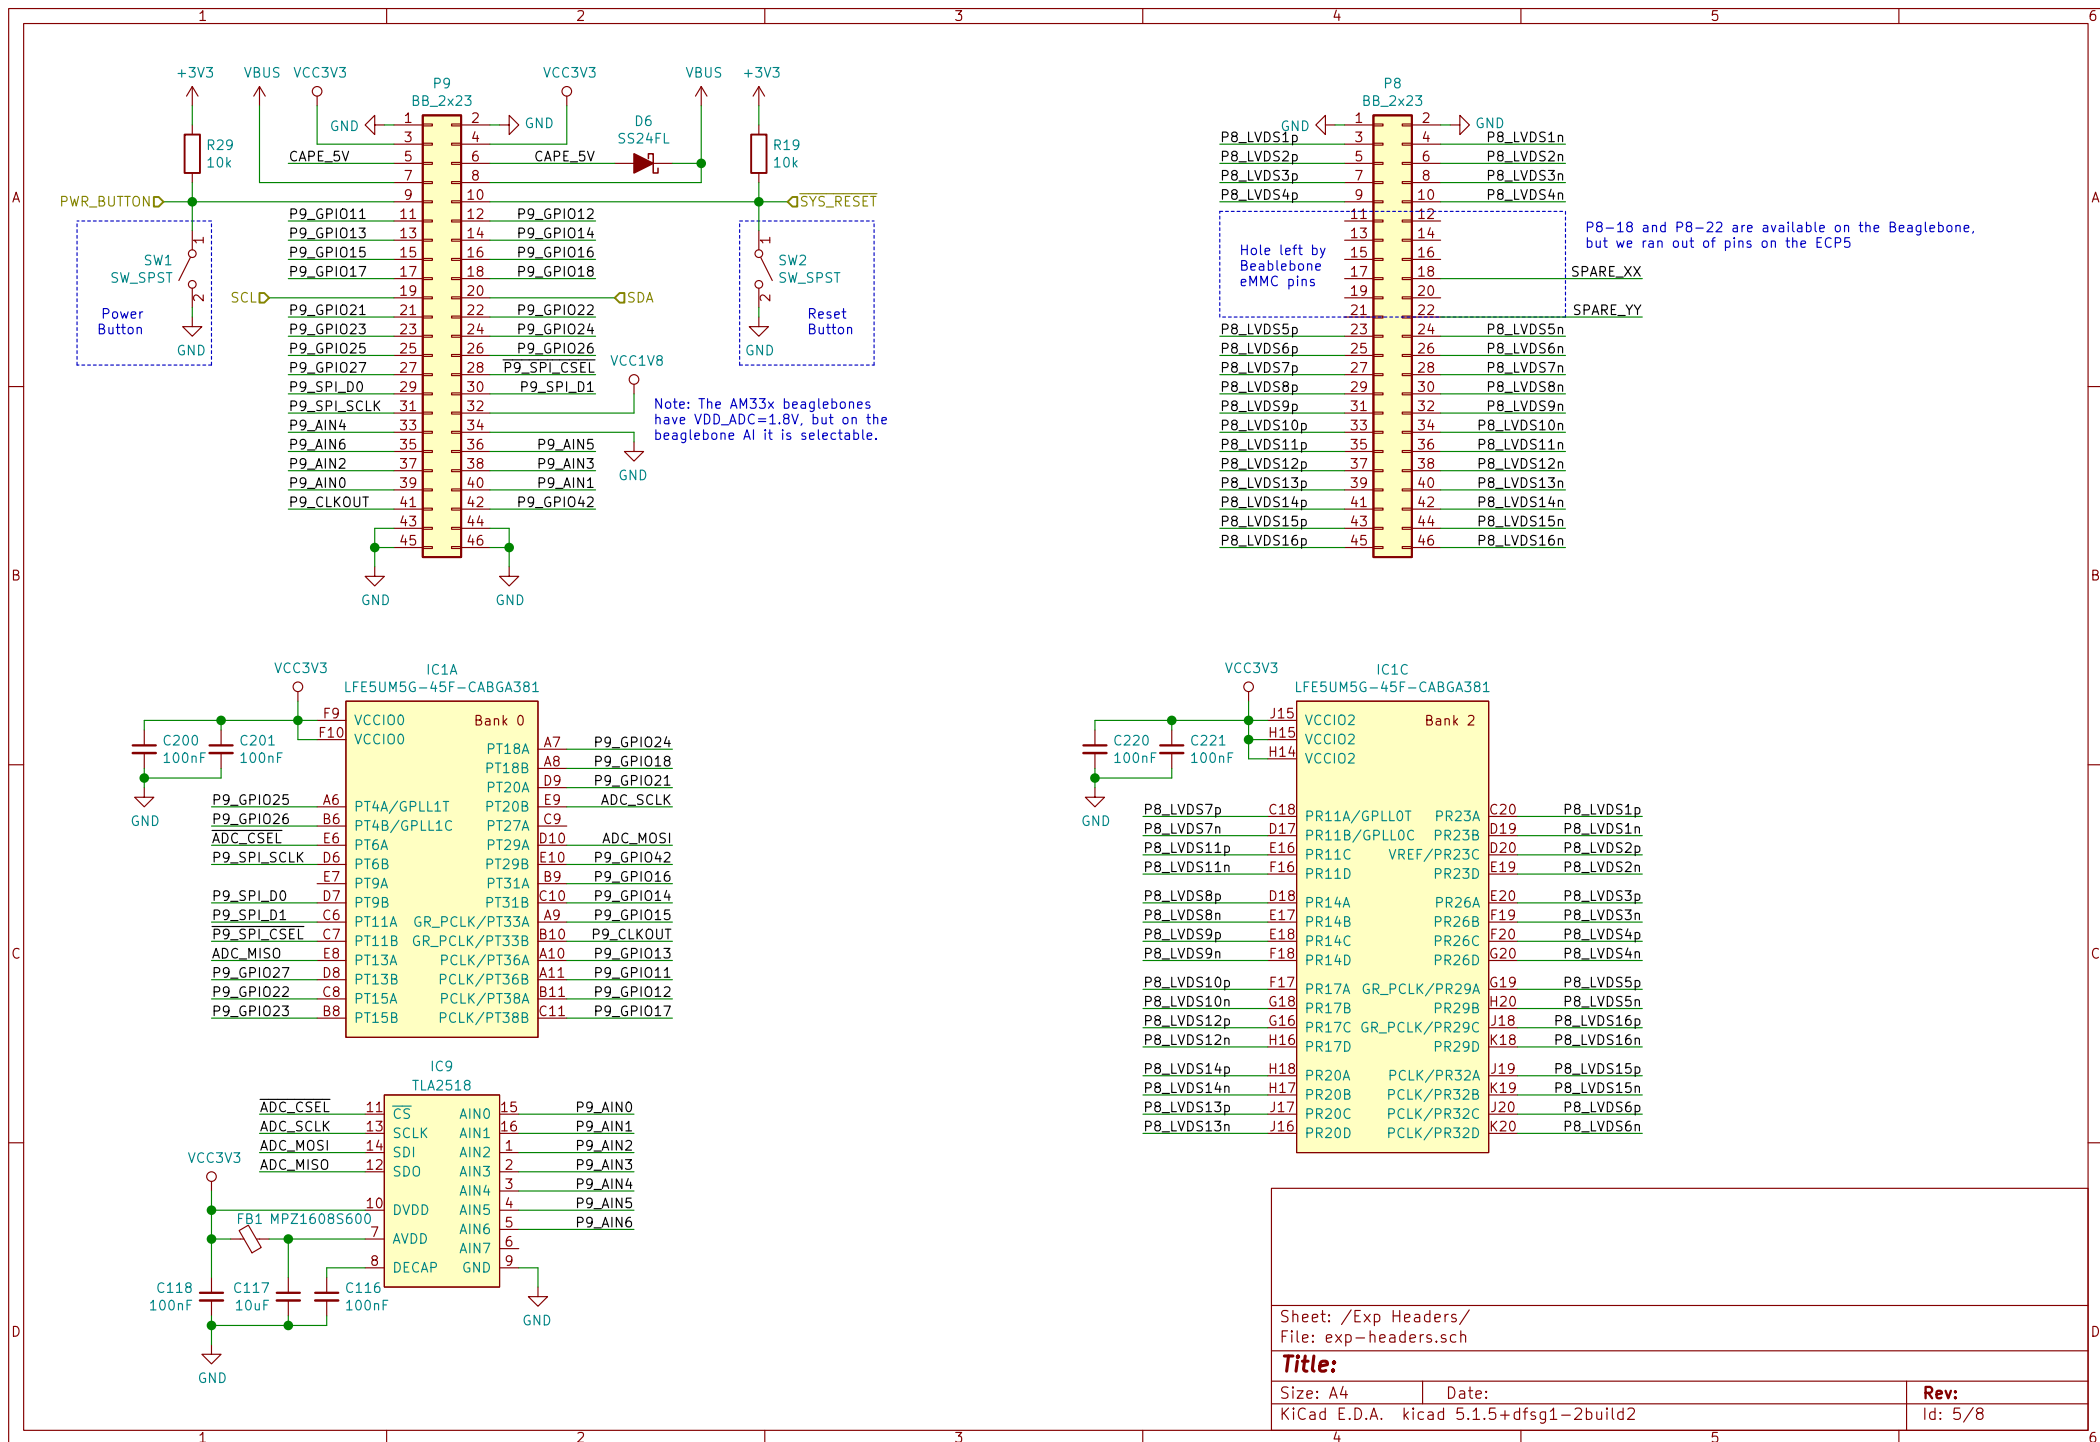 1 2 3 4 5 6
A A
B B
C C
D D
1 2 3 4 5 6
+3V3
VBUS
VCC3V3
P9
BB_2x23
VCC3V3
VBUS
+3V3
R29
10k
GND
GND
D6
SS24FL
R19
10k
PWR_BUTTON
SYS_RESET
SCL
SDA
SW1
SW_SPST
1
2
Power
Button
GND
SW2
SW_SPST
1
2
Reset
Button
GND
1 2
3 4
CAPE_5V 5 6 CAPE_5V
7 8
9 10
P9_GPIO11 11 12 P9_GPIO12
P9_GPIO13 13 14 P9_GPIO14
P9_GPIO15 15 16 P9_GPIO16
P9_GPIO17 17 18 P9_GPIO18
19 20
P9_GPIO21 21 22 P9_GPIO22
P9_GPIO23 23 24 P9_GPIO24
P9_GPIO25 25 26 P9_GPIO26
P9_GPIO27 27 28 P9_SPI_CSEL
P9_SPI_D0 29 30 P9_SPI_D1
P9_SPI_SCLK 31 32
P9_AIN4 33 34
P9_AIN6 35 36 P9_AIN5
P9_AIN2 37 38 P9_AIN3
P9_AIN0 39 40 P9_AIN1
P9_CLKOUT 41 42 P9_GPIO42
43 44
45 46
GND
GND
VCC1V8
GND
Note: The AM33x beaglebones
have VDD_ADC=1.8V, but on the
beaglebone AI it is selectable.
P8
BB_2x23
GND 1 2 GND
P8_LVDS1p 3 4 P8_LVDS1n
P8_LVDS2p 5 6 P8_LVDS2n
P8_LVDS3p 7 8 P8_LVDS3n
P8_LVDS4p 9 10 P8_LVDS4n
11 12
13 14
15 16
17 18 SPARE_XX
19 20
21 22 SPARE_YY
P8_LVDS5p 23 24 P8_LVDS5n
P8_LVDS6p 25 26 P8_LVDS6n
P8_LVDS7p 27 28 P8_LVDS7n
P8_LVDS8p 29 30 P8_LVDS8n
P8_LVDS9p 31 32 P8_LVDS9n
P8_LVDS10p 33 34 P8_LVDS10n
P8_LVDS11p 35 36 P8_LVDS11n
P8_LVDS12p 37 38 P8_LVDS12n
P8_LVDS13p 39 40 P8_LVDS13n
P8_LVDS14p 41 42 P8_LVDS14n
P8_LVDS15p 43 44 P8_LVDS15n
P8_LVDS16p 45 46 P8_LVDS16n
Hole left by
Beablebone
eMMC pins
P8-18 and P8-22 are available on the Beaglebone,
but we ran out of pins on the ECP5
VCC3V3
IC1A
LFE5UM5G-45F-CABGA381
Bank 0
F9 VCCIO0
F10 VCCIO0
C200
100nF
C201
100nF
GND
P9_GPIO25 A6 PT4A/GPLL1T
P9_GPIO26 B6 PT4B/GPLL1C
ADC_CSEL E6 PT6A
P9_SPI_SCLK D6 PT6B
E7 PT9A
P9_SPI_D0 D7 PT9B
P9_SPI_D1 C6 PT11A
P9_SPI_CSEL C7 PT11B
ADC_MISO E8 PT13A
P9_GPIO27 D8 PT13B
P9_GPIO22 C8 PT15A
P9_GPIO23 B8 PT15B
PT18A A7 P9_GPIO24
PT18B A8 P9_GPIO18
PT20A D9 P9_GPIO21
PT20B E9 ADC_SCLK
PT27A C9
PT29A D10 ADC_MOSI
PT29B E10 P9_GPIO42
PT31A B9 P9_GPIO16
PT31B C10 P9_GPIO14
GR_PCLK/PT33A A9 P9_GPIO15
GR_PCLK/PT33B B10 P9_CLKOUT
PCLK/PT36A A10 P9_GPIO13
PCLK/PT36B A11 P9_GPIO11
PCLK/PT38A B11 P9_GPIO12
PCLK/PT38B C11 P9_GPIO17
VCC3V3
IC1C
LFE5UM5G-45F-CABGA381
Bank 2
J15 VCCIO2
H15 VCCIO2
H14 VCCIO2
C220
100nF
C221
100nF
GND
P8_LVDS7p C18 PR11A/GPLL0T PR23A C20 P8_LVDS1p
P8_LVDS7n D17 PR11B/GPLL0C PR23B D19 P8_LVDS1n
P8_LVDS11p E16 PR11C VREF/PR23C D20 P8_LVDS2p
P8_LVDS11n F16 PR11D PR23D E19 P8_LVDS2n
P8_LVDS8p D18 PR14A PR26A E20 P8_LVDS3p
P8_LVDS8n E17 PR14B PR26B F19 P8_LVDS3n
P8_LVDS9p E18 PR14C PR26C F20 P8_LVDS4p
P8_LVDS9n F18 PR14D PR26D G20 P8_LVDS4n
P8_LVDS10p F17 PR17A GR_PCLK/PR29A G19 P8_LVDS5p
P8_LVDS10n G18 PR17B PR29B H20 P8_LVDS5n
P8_LVDS12p G16 PR17C GR_PCLK/PR29C J18 P8_LVDS16p
P8_LVDS12n H16 PR17D PR29D K18 P8_LVDS16n
P8_LVDS14p H18 PR20A PCLK/PR32A J19 P8_LVDS15p
P8_LVDS14n H17 PR20B PCLK/PR32B K19 P8_LVDS15n
P8_LVDS13p J17 PR20C PCLK/PR32C J20 P8_LVDS6p
P8_LVDS13n J16 PR20D PCLK/PR32D K20 P8_LVDS6n
IC9
TLA2518
ADC_CSEL 11 CS AIN0 15 P9_AIN0
ADC_SCLK 13 SCLK AIN1 16 P9_AIN1
ADC_MOSI 14 SDI AIN2 1 P9_AIN2
ADC_MISO 12 SDO AIN3 2 P9_AIN3
AIN4 3 P9_AIN4
10 DVDD AIN5 4 P9_AIN5
AIN6 5 P9_AIN6
7 AVDD AIN7 6
8 DECAP GND 9
VCC3V3
FB1 MPZ1608S600
C118
100nF
C117
10uF
C116
100nF
GND
GND
Sheet: /Exp Headers/
File: exp-headers.sch
Title:
Size: A4 Date: Rev:
KiCad E.D.A. kicad 5.1.5+dfsg1-2build2 Id: 5/8